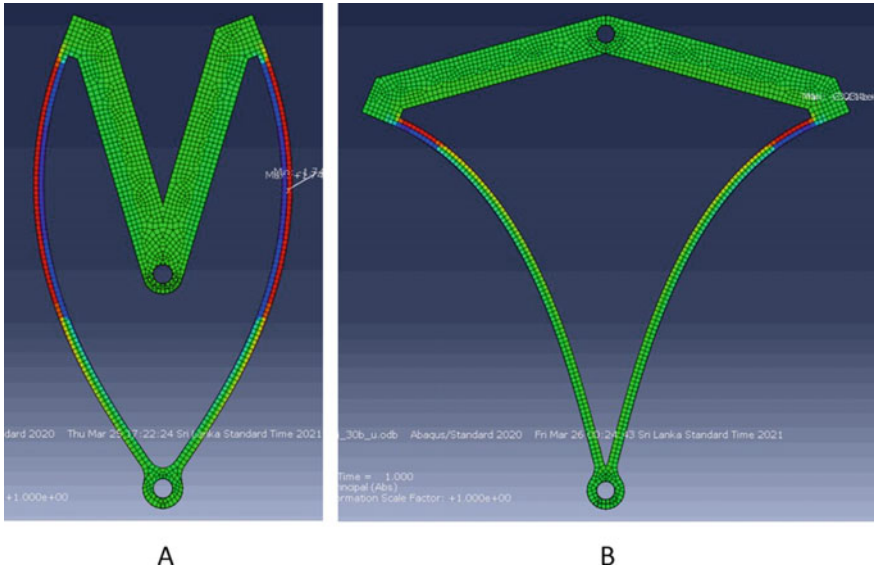 dard 2020 Thu Mar 25 17:22:24 Sri Lanka Standard Time 2021
+1.000e+00
i_30b_u.odb Abaqus/Standard 2020 Fri Mar 26 00:24:43 Sri Lanka Standard Time 2021
Time = 1.000
ncipal (Abs)
ormation Scale Factor: +1.000e+00
A
B